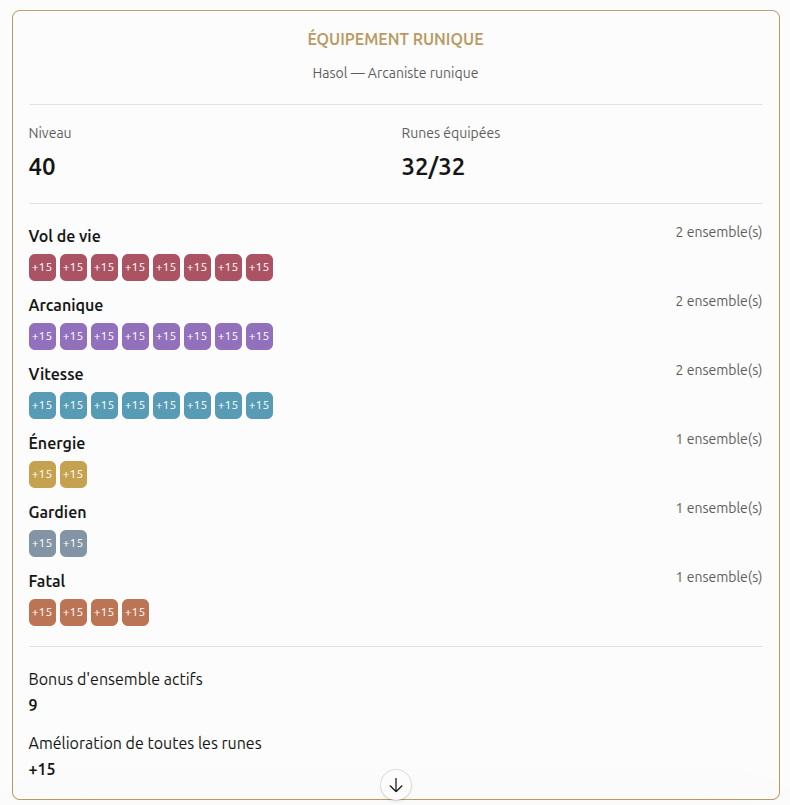 ÉQUIPEMENT RUNIQUE
Hasol — Arcaniste runique
Niveau Runes équipées
40 32/32
Vol de vie 2 ensemble(s)
+15 +15 +15 +15 +15 +15 +15 +15
Arcanique 2 ensemble(s)
+15 +15 +15 +15 +15 +15 +15 +15
Vitesse 2 ensemble(s)
+15 +15 +15 +15 +15 +15 +15 +15
Énergie 1 ensemble(s)
+15 +15
Gardien 1 ensemble(s)
+15 +15
Fatal 1 ensemble(s)
+15 +15 +15 +15
Bonus d'ensemble actifs
9
Amélioration de toutes les runes
+15